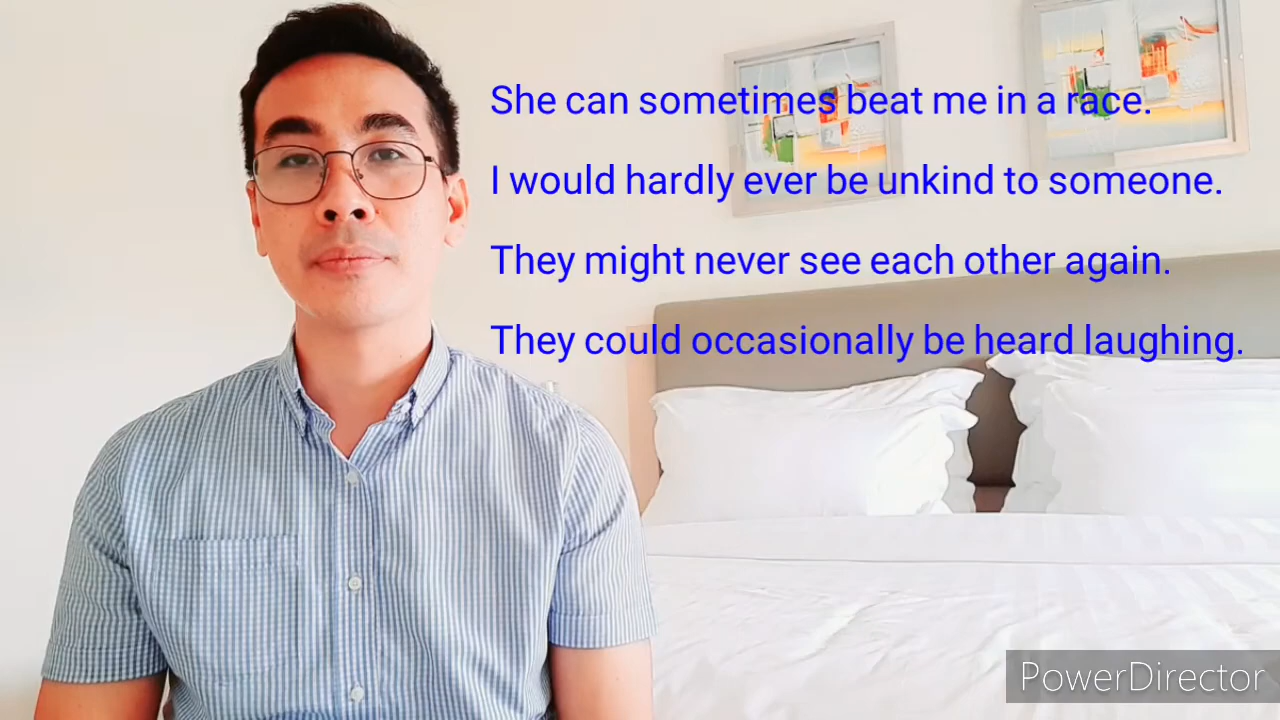 She can sometimes beat me in a race.
I would hardly ever be unkind to someone.
They might never see each other again.
They could occasionally be heard laughing.
PowerDirector